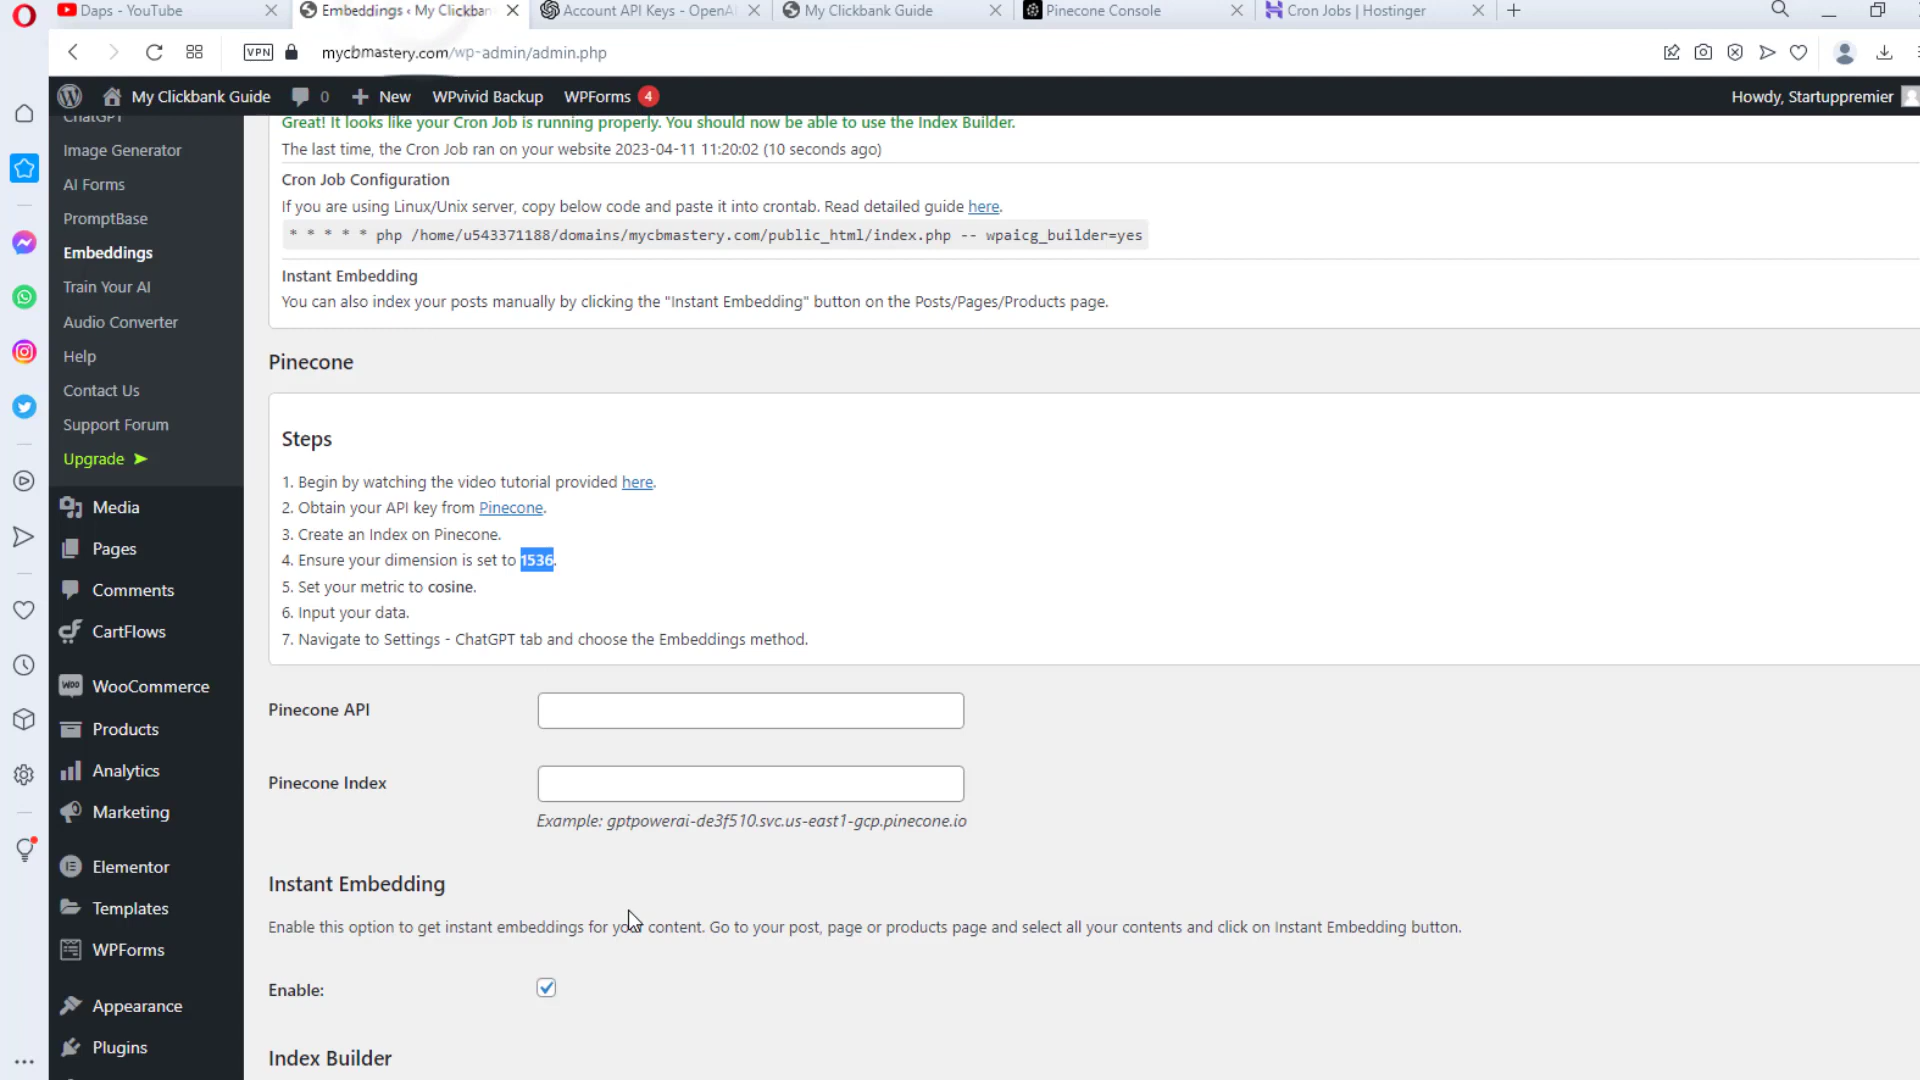 Daps - YouTube
Embeddings ‹ My Clickban
Account API Keys - OpenA
My Clickbank Guide
Pinecone Console
Cron Jobs | Hostinger
VPN
mycbmastery.com/wp-admin/admin.php
My Clickbank Guide
0
New
WPvivid Backup
WPForms 4
Howdy, Startuppremier
ChatGPT
Image Generator
AI Forms
PromptBase
Embeddings
Train Your AI
Audio Converter
Help
Contact Us
Support Forum
Upgrade ➤
Media
Pages
Comments
CartFlows
WooCommerce
Products
Analytics
Marketing
Elementor
Templates
WPForms
Appearance
Plugins
Great! It looks like your Cron Job is running properly. You should now be able to use the Index Builder.
The last time, the Cron Job ran on your website 2023-04-11 11:20:02 (10 seconds ago)
Cron Job Configuration
If you are using Linux/Unix server, copy below code and paste it into crontab. Read detailed guide here.
* * * * * php /home/u543371188/domains/mycbmastery.com/public_html/index.php -- wpaicg_builder=yes
Instant Embedding
You can also index your posts manually by clicking the "Instant Embedding" button on the Posts/Pages/Products page.
Pinecone
Steps
1. Begin by watching the video tutorial provided here.
2. Obtain your API key from Pinecone.
3. Create an Index on Pinecone.
4. Ensure your dimension is set to 1536.
5. Set your metric to cosine.
6. Input your data.
7. Navigate to Settings - ChatGPT tab and choose the Embeddings method.
Pinecone API
Pinecone Index
Example: gptpowerai-de3f510.svc.us-east1-gcp.pinecone.io
Instant Embedding
Enable this option to get instant embeddings for your content. Go to your post, page or products page and select all your contents and click on Instant Embedding button.
Enable:
Index Builder